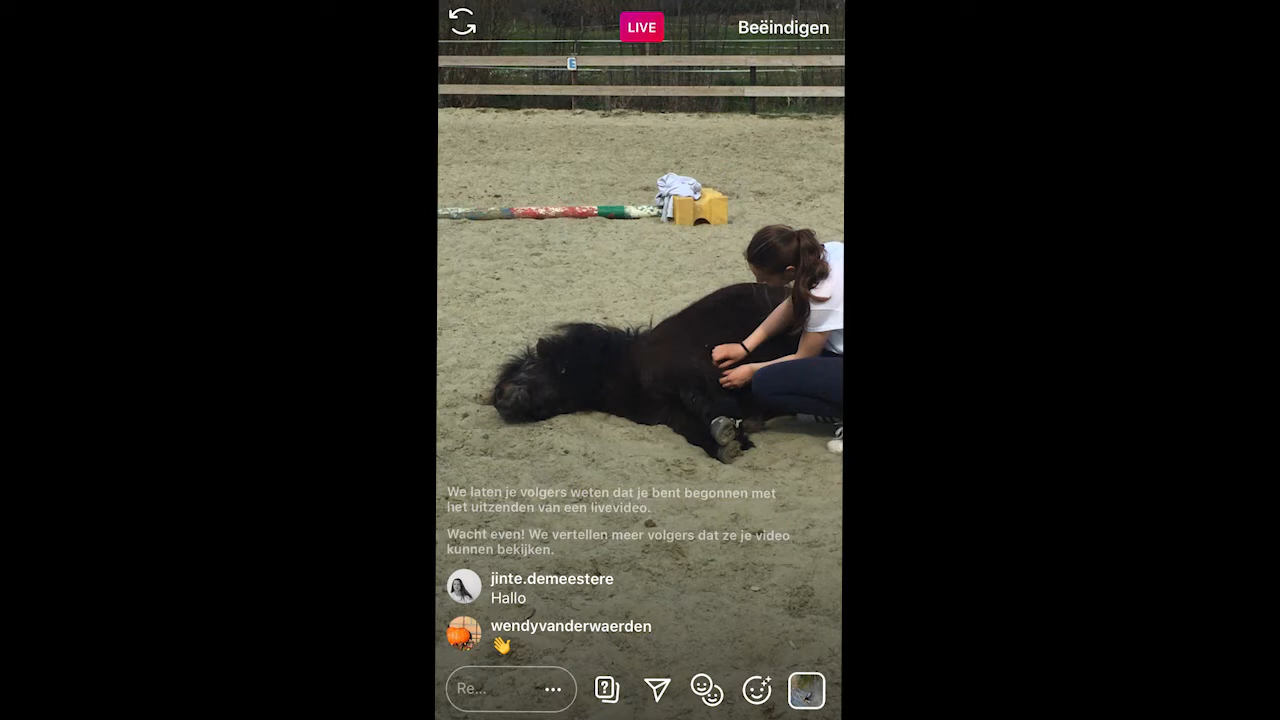 LIVE
Beëindigen
E
We laten je volgers weten dat je bent begonnen met
het uitzenden van een livevideo.
Wacht even! We vertellen meer volgers dat ze je video
kunnen bekijken.
jinte.demeestere
Hallo
wendyvanderwaerden
👋
Re...